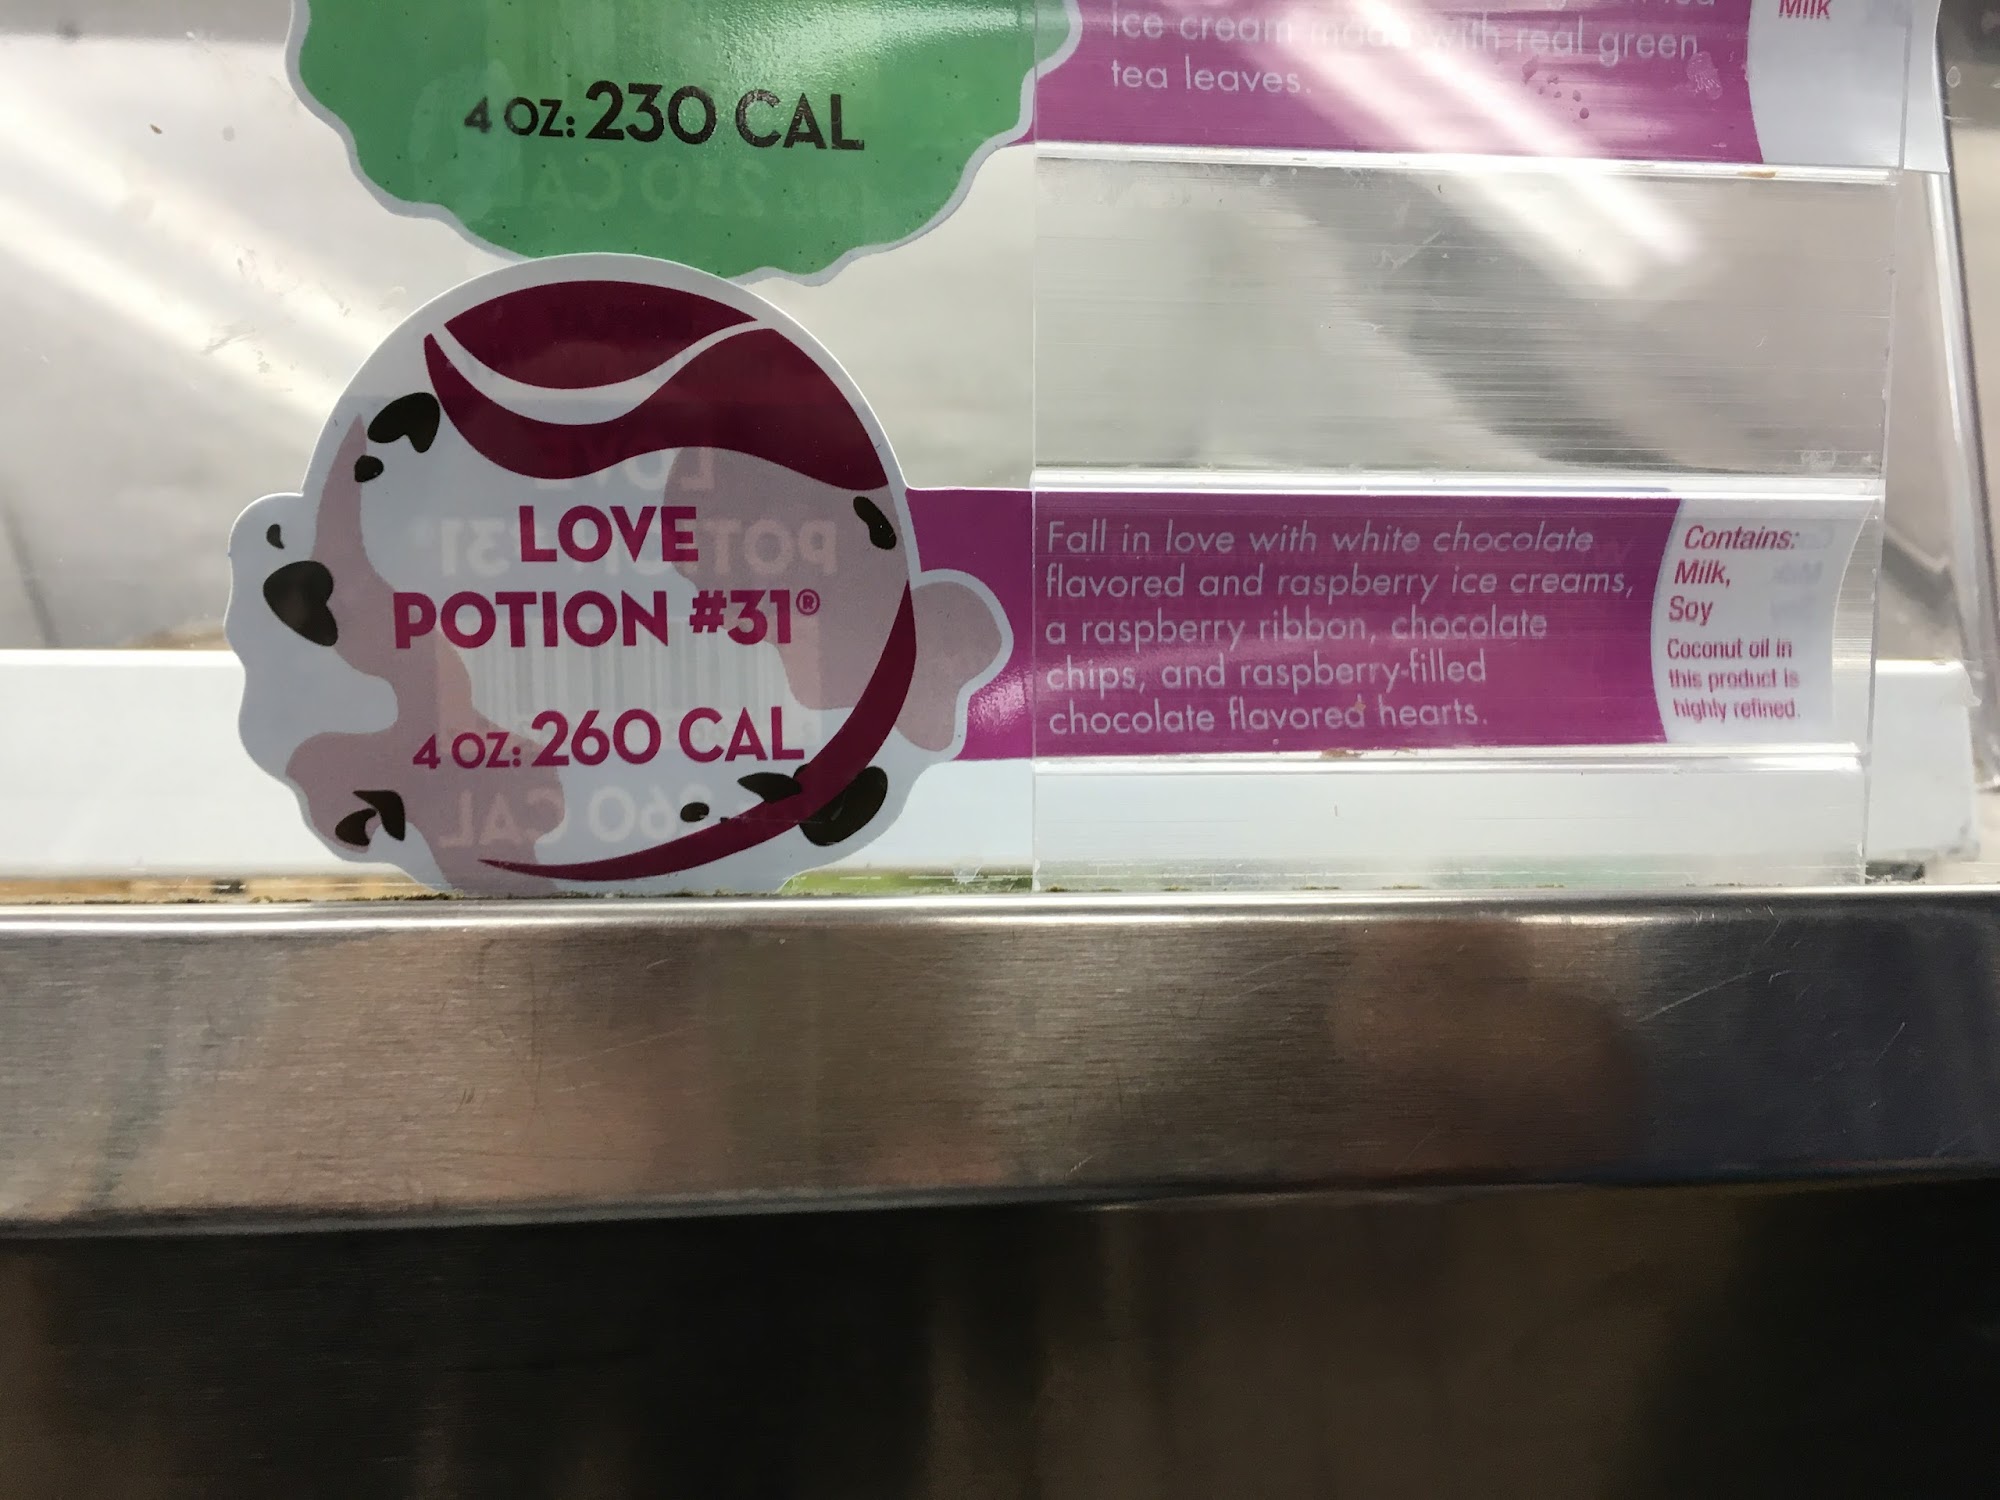 4 OZ: 230 CAL
ice cream made with real green
tea leaves.
Milk
LOVE
POTION #31®
4 OZ: 260 CAL
Fall in love with white chocolate
flavored and raspberry ice creams,
a raspberry ribbon, chocolate
chips, and raspberry-filled
chocolate flavored hearts.
Contains:
Milk,
Soy
Coconut oil in
this product is
highly refined.